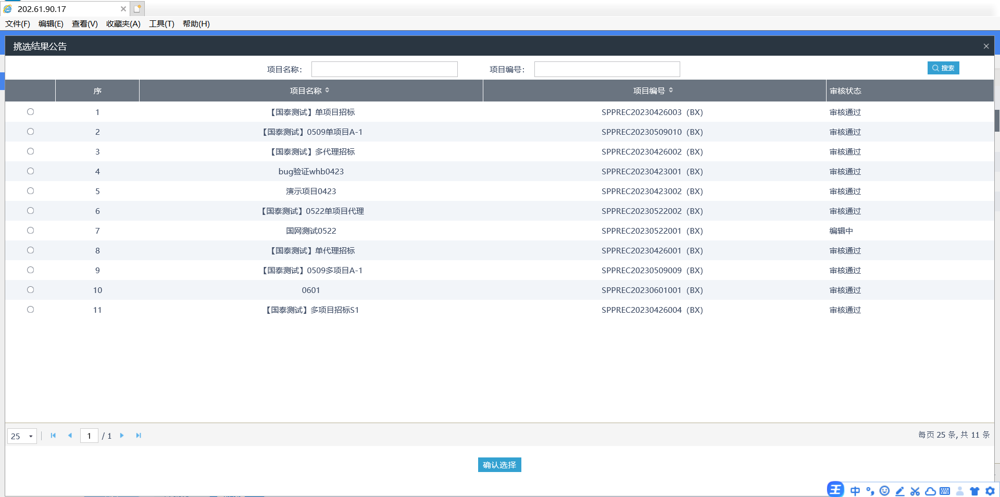 202.61.90.17
文件(F) 编辑(E) 查看(V) 收藏夹(A) 工具(T) 帮助(H)
挑选结果公告
项目名称： 项目编号： 搜索
序 项目名称 项目编号 审核状态
1 【国泰测试】单项目招标 SPPREC20230426003（BX） 审核通过
2 【国泰测试】0509单项目A-1 SPPREC20230509010（BX） 审核通过
3 【国泰测试】多代理招标 SPPREC20230426002（BX） 审核通过
4 bug验证whb0423 SPPREC20230423001（BX） 审核通过
5 演示项目0423 SPPREC20230423002（BX） 审核通过
6 【国泰测试】0522单项目代理 SPPREC20230522002（BX） 审核通过
7 国网测试0522 SPPREC20230522001（BX） 编辑中
8 【国泰测试】单代理招标 SPPREC20230426001（BX） 审核通过
9 【国泰测试】0509多项目A-1 SPPREC20230509009（BX） 审核通过
10 0601 SPPREC20230601001（BX） 审核通过
11 【国泰测试】多项目招标S1 SPPREC20230426004（BX） 审核通过
25 1 / 1 每页 25 条, 共 11 条
确认选择
王 中